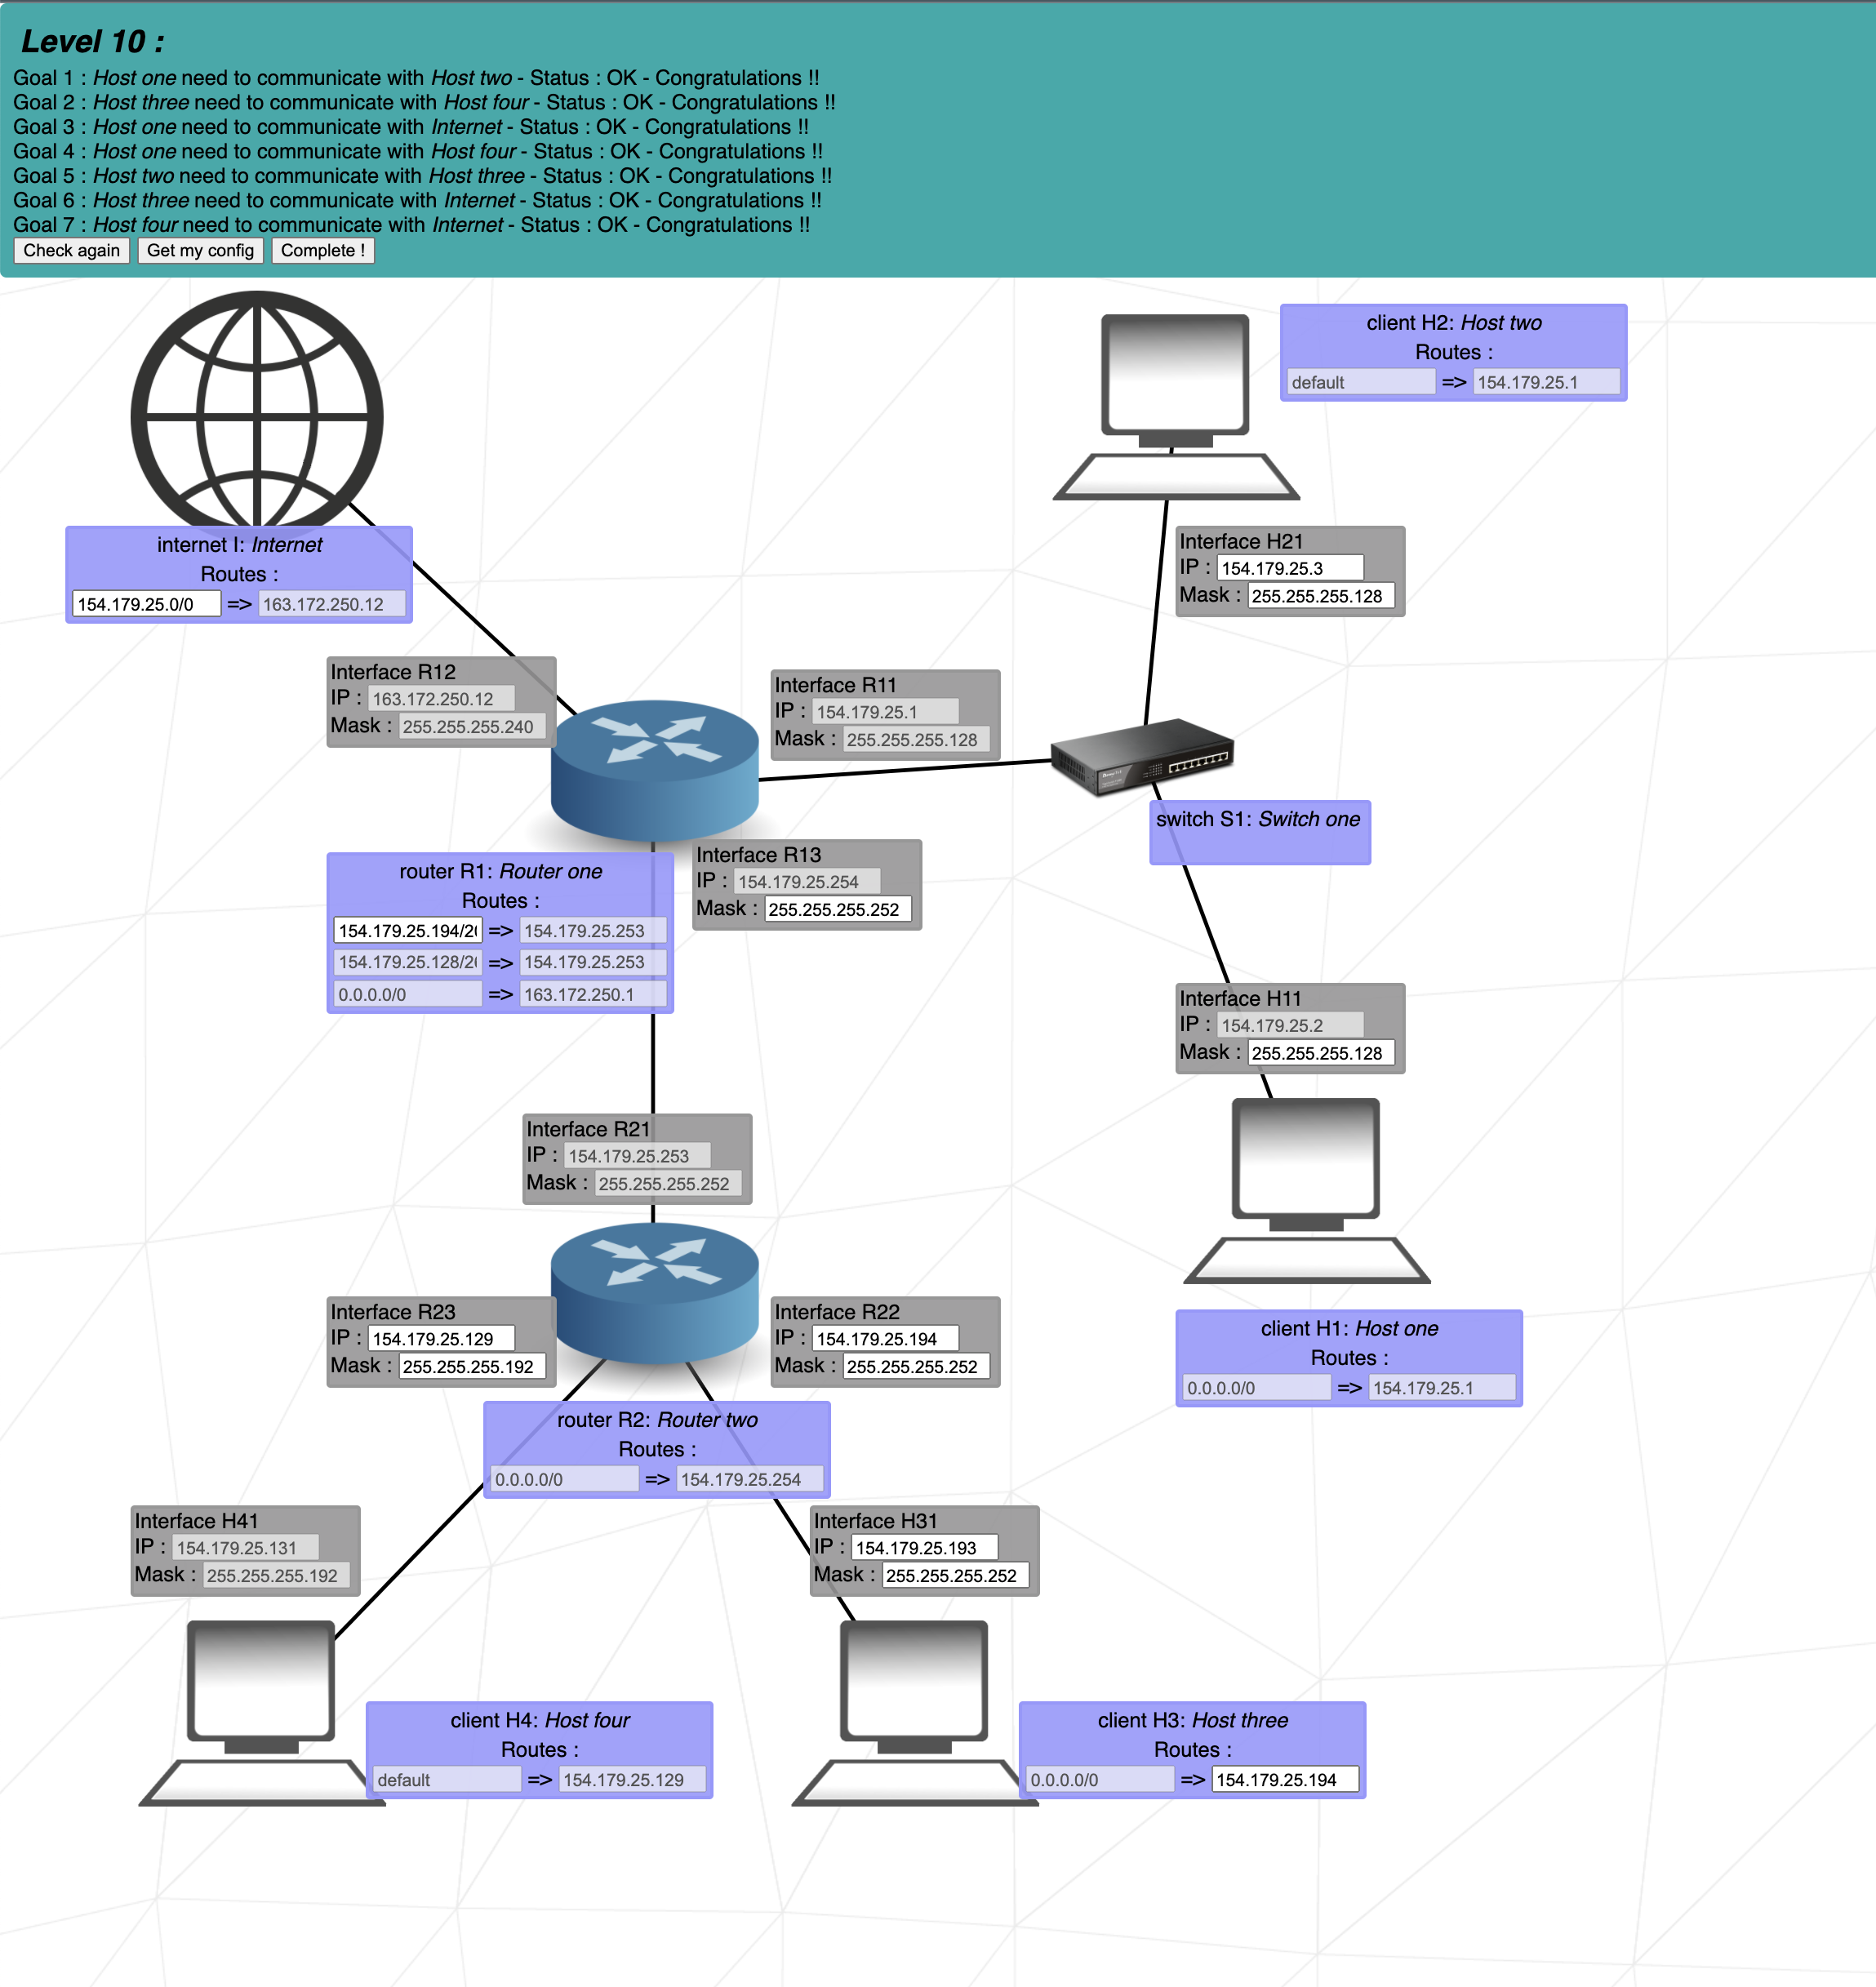 Level 10 :
Goal 1 : Host one need to communicate with Host two - Status : OK - Congratulations !!
Goal 2 : Host three need to communicate with Host four - Status : OK - Congratulations !!
Goal 3 : Host one need to communicate with Internet - Status : OK - Congratulations !!
Goal 4 : Host one need to communicate with Host four - Status : OK - Congratulations !!
Goal 5 : Host two need to communicate with Host three - Status : OK - Congratulations !!
Goal 6 : Host three need to communicate with Internet - Status : OK - Congratulations !!
Goal 7 : Host four need to communicate with Internet - Status : OK - Congratulations !!
Check again Get my config Complete !
client H2: Host two
Routes :
default => 154.179.25.1
internet I: Internet
Routes :
154.179.25.0/0 => 163.172.250.12
Interface H21
IP : 154.179.25.3
Mask : 255.255.255.128
Interface R12
IP : 163.172.250.12
Mask : 255.255.255.240
Interface R11
IP : 154.179.25.1
Mask : 255.255.255.128
switch S1: Switch one
Interface R13
IP : 154.179.25.254
Mask : 255.255.255.252
router R1: Router one
Routes :
154.179.25.194/2 => 154.179.25.253
154.179.25.128/2 => 154.179.25.253
0.0.0.0/0 => 163.172.250.1
Interface H11
IP : 154.179.25.2
Mask : 255.255.255.128
Interface R21
IP : 154.179.25.253
Mask : 255.255.255.252
Interface R23
IP : 154.179.25.129
Mask : 255.255.255.192
Interface R22
IP : 154.179.25.194
Mask : 255.255.255.252
client H1: Host one
Routes :
0.0.0.0/0 => 154.179.25.1
router R2: Router two
Routes :
0.0.0.0/0 => 154.179.25.254
Interface H41
IP : 154.179.25.131
Mask : 255.255.255.192
Interface H31
IP : 154.179.25.193
Mask : 255.255.255.252
client H4: Host four
Routes :
default => 154.179.25.129
client H3: Host three
Routes :
0.0.0.0/0 => 154.179.25.194